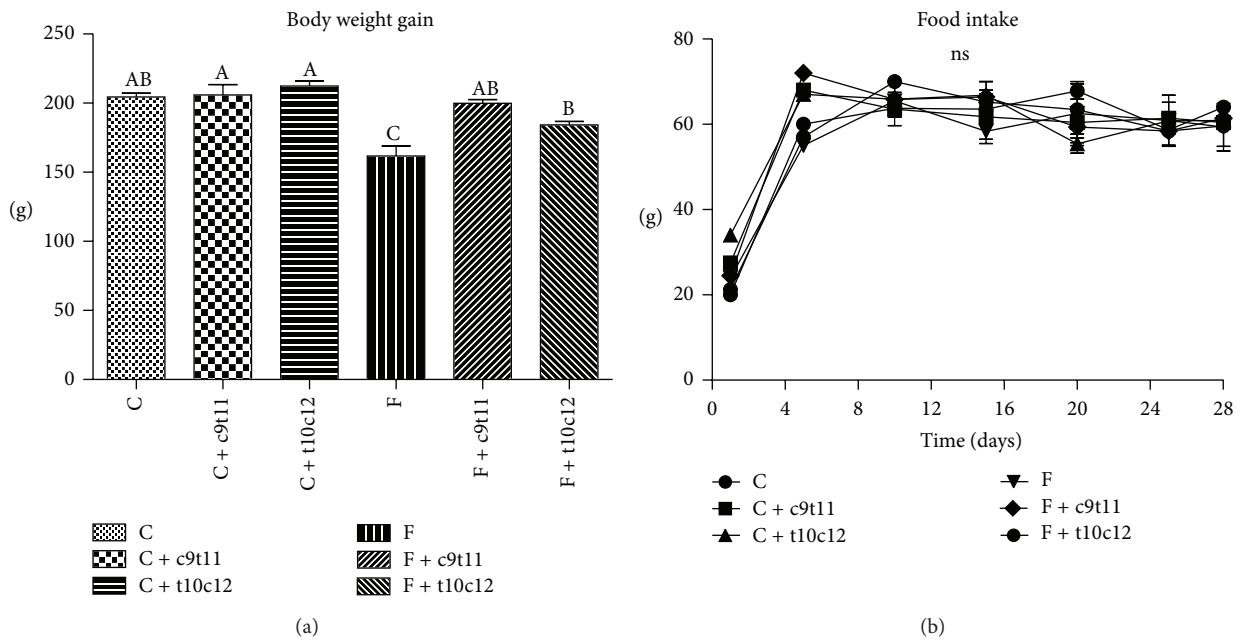 Body weight gain
250
200
150
100
50
0
(g)
AB
A
A
C
AB
B
C
C + c9t11
C + t10c12
F
F + c9t11
F + t10c12
C
C + c9t11
C + t10c12
F
F + c9t11
F + t10c12
(a)
Food intake
80
60
40
20
0
(g)
ns
0 4 8 12 16 20 24 28
Time (days)
C
C + c9t11
C + t10c12
F
F + c9t11
F + t10c12
(b)